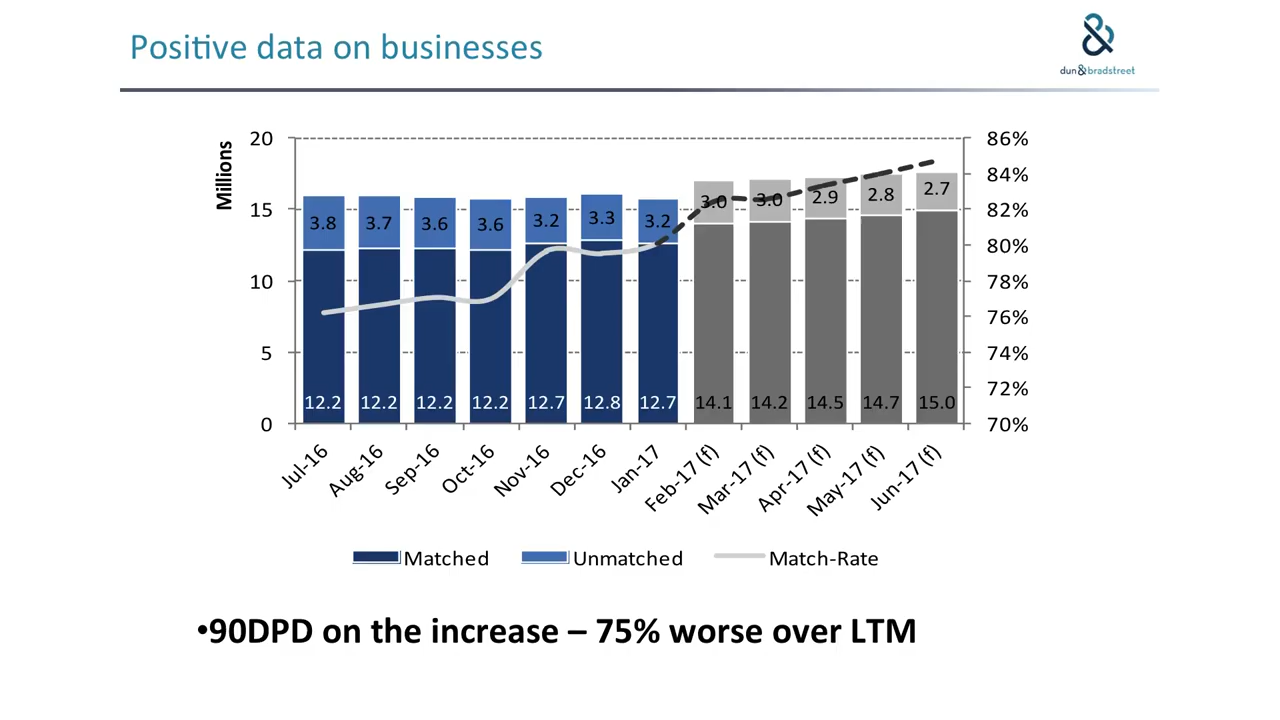 Positive data on businesses
dun&bradstreet
Millions
20
15
10
5
0
86%
84%
82%
80%
78%
76%
74%
72%
70%
3.8 3.7 3.6 3.6 3.2 3.3 3.2 3.0 3.0 2.9 2.8 2.7
12.2 12.2 12.2 12.2 12.7 12.8 12.7 14.1 14.2 14.5 14.7 15.0
Jul-16 Aug-16 Sep-16 Oct-16 Nov-16 Dec-16 Jan-17 Feb-17 (f) Mar-17 (f) Apr-17 (f) May-17 (f) Jun-17 (f)
Matched Unmatched Match-Rate
•90DPD on the increase – 75% worse over LTM